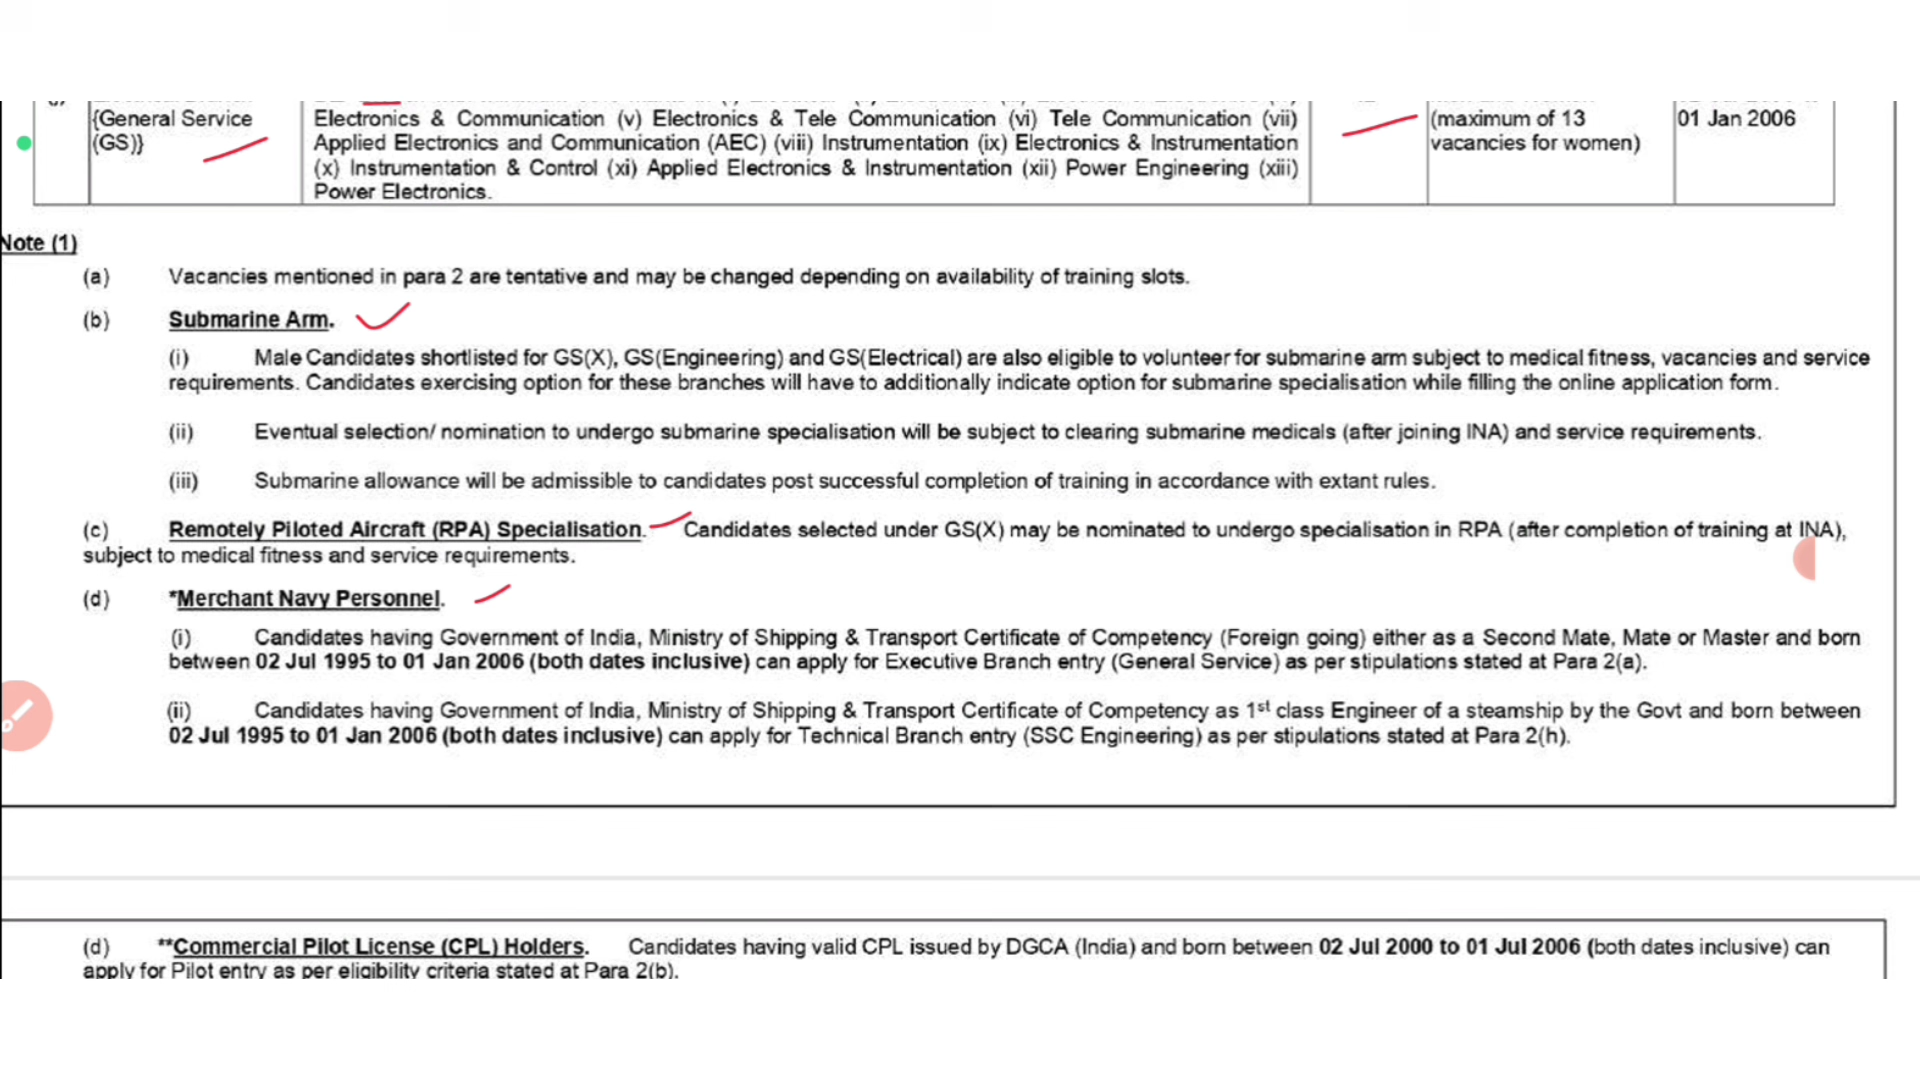 {General Service
(GS)}
Electronics & Communication (v) Electronics & Tele Communication (vi) Tele Communication (vii)
Applied Electronics and Communication (AEC) (viii) Instrumentation (ix) Electronics & Instrumentation
(x) Instrumentation & Control (xi) Applied Electronics & Instrumentation (xii) Power Engineering (xiii)
Power Electronics.
(maximum of 13
vacancies for women)
01 Jan 2006
Note (1)
(a) Vacancies mentioned in para 2 are tentative and may be changed depending on availability of training slots.
(b) Submarine Arm.
(i) Male Candidates shortlisted for GS(X), GS(Engineering) and GS(Electrical) are also eligible to volunteer for submarine arm subject to medical fitness, vacancies and service
requirements. Candidates exercising option for these branches will have to additionally indicate option for submarine specialisation while filling the online application form.
(ii) Eventual selection/ nomination to undergo submarine specialisation will be subject to clearing submarine medicals (after joining INA) and service requirements.
(iii) Submarine allowance will be admissible to candidates post successful completion of training in accordance with extant rules.
(c) Remotely Piloted Aircraft (RPA) Specialisation. Candidates selected under GS(X) may be nominated to undergo specialisation in RPA (after completion of training at INA),
subject to medical fitness and service requirements.
(d) *Merchant Navy Personnel.
(i) Candidates having Government of India, Ministry of Shipping & Transport Certificate of Competency (Foreign going) either as a Second Mate, Mate or Master and born
between 02 Jul 1995 to 01 Jan 2006 (both dates inclusive) can apply for Executive Branch entry (General Service) as per stipulations stated at Para 2(a).
(ii) Candidates having Government of India, Ministry of Shipping & Transport Certificate of Competency as 1st class Engineer of a steamship by the Govt and born between
02 Jul 1995 to 01 Jan 2006 (both dates inclusive) can apply for Technical Branch entry (SSC Engineering) as per stipulations stated at Para 2(h).
(d) **Commercial Pilot License (CPL) Holders. Candidates having valid CPL issued by DGCA (India) and born between 02 Jul 2000 to 01 Jul 2006 (both dates inclusive) can
apply for Pilot entry as per eligibility criteria stated at Para 2(b).